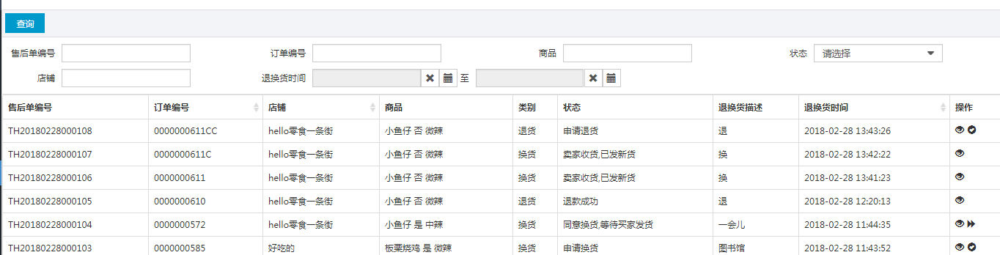 查询
售后单编号 订单编号 商品 状态 请选择
店铺 退换货时间 至
售后单编号 订单编号 店铺 商品 类别 状态 退换货描述 退换货时间 操作
TH20180228000108 0000000611CC hello零食一条街 小鱼仔 否 微辣 退货 申请退货 退 2018-02-28 13:43:26
TH20180228000107 0000000611C hello零食一条街 小鱼仔 否 微辣 换货 卖家收货,已发新货 换 2018-02-28 13:42:22
TH20180228000106 0000000611 hello零食一条街 小鱼仔 否 微辣 换货 卖家收货,已发新货 换 2018-02-28 13:41:23
TH20180228000105 0000000610 hello零食一条街 小鱼仔 否 微辣 退货 退款成功 退 2018-02-28 12:20:13
TH20180228000104 0000000572 hello零食一条街 小鱼仔 是 中辣 换货 同意换货,等待买家发货 一会儿 2018-02-28 11:44:35
TH20180228000103 0000000585 好吃的 板栗烧鸡 是 微辣 换货 申请换货 图书馆 2018-02-28 11:43:52